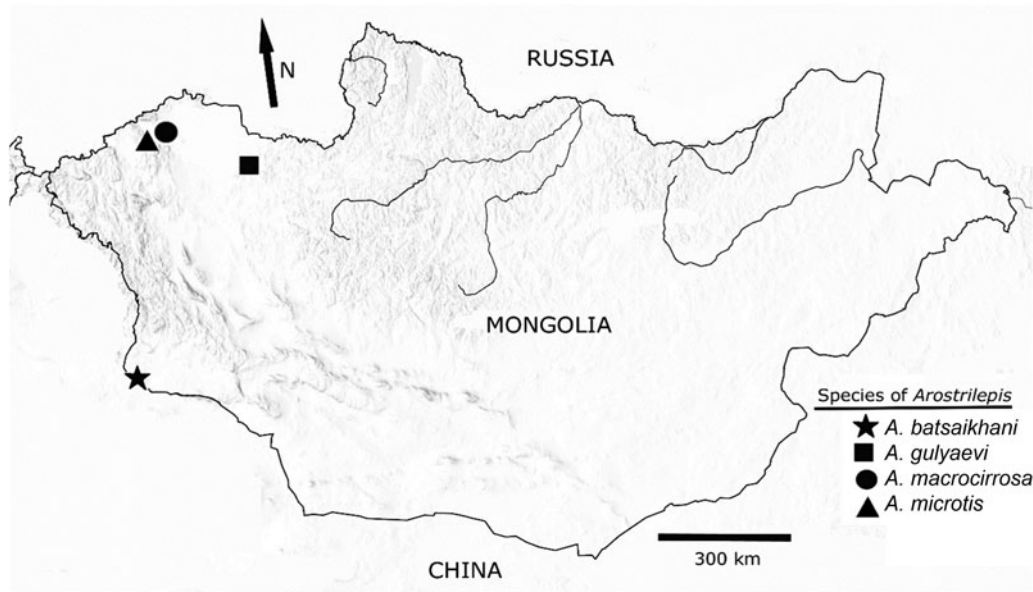 RUSSIA
N
MONGOLIA
Species of Arostrilepis
A. batsaikhani
A. gulyaevi
A. macrocirrosa
A. microtis
300 km
CHINA